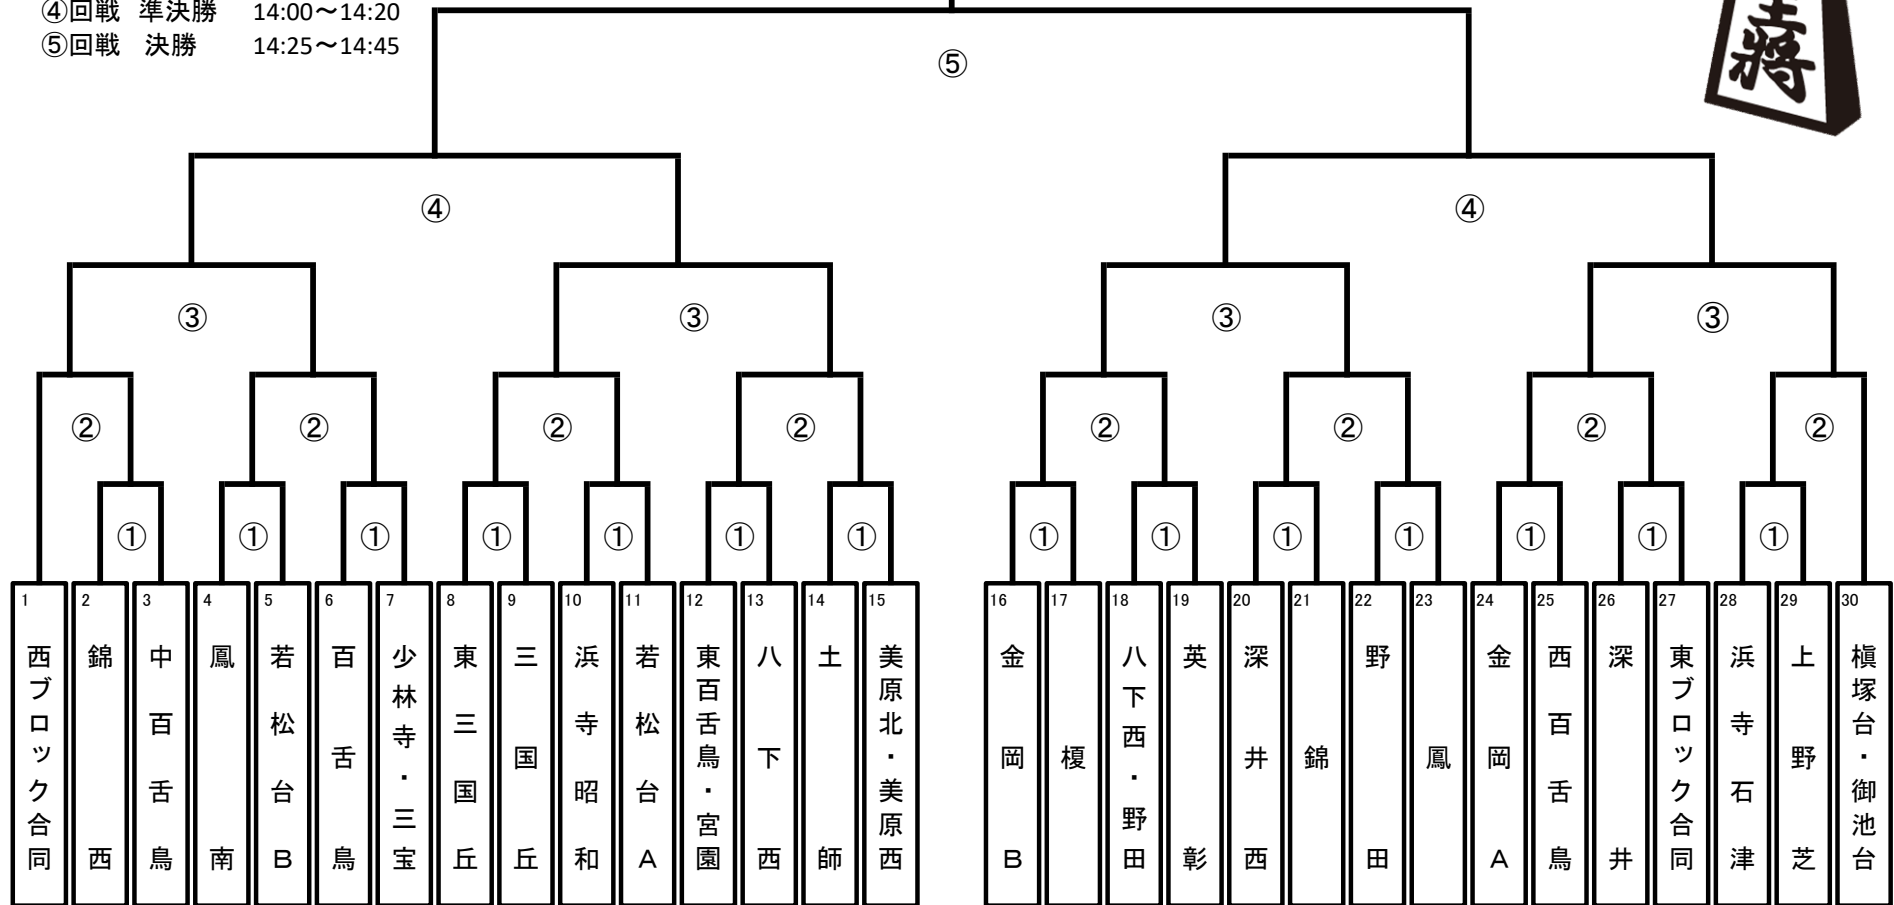 ④回戦 準決勝 14:00～14:20
⑤回戦 決勝 14:25～14:45
将
⑤
④ ④
③ ③ ③ ③
② ② ② ② ② ② ② ②
① ① ① ① ① ① ① ① ① ① ① ① ① ①
1 西ブロック合同
2 錦西
3 中百舌鳥
4 鳳南
5 若松台B
6 百舌鳥
7 少林寺・三宝
8 東三国丘
9 三国丘
10 浜寺昭和
11 若松台A
12 東百舌鳥・宮園
13 八下西
14 土師
15 美原北・美原西
16 金岡B
17 榎
18 八下西・野田
19 英彰
20 深井西
21 錦
22 野田
23 鳳
24 金岡A
25 西百舌鳥
26 深井
27 東ブロック合同
28 浜寺石津
29 上野芝
30 槇塚台・御池台